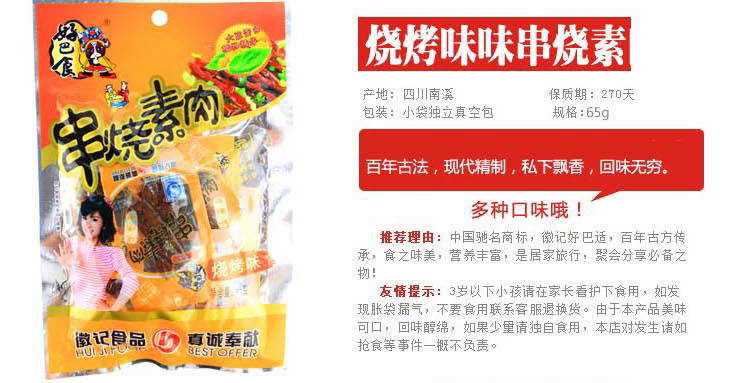 好巴食
大豆蛋白
串烧素肉
烧烤味
徽记食品
HUI JI FOOD
真诚奉献
BEST OFFER
烧烤味味串烧素
产地: 四川南溪
保质期: 270天
包装: 小袋独立真空包
规格:65g
百年古法，现代精制，私下飘香，回味无穷。
多种口味哦！
推荐理由: 中国驰名商标，徽记好巴适，百年古方传
承，食之味美，营养丰富，是居家旅行，聚会分享必备之
物!
友情提示: 3岁以下小孩请在家长看护下食用，如发
现胀袋漏气，不要食用联系客服退换货。由于本产品美味
可口，回味醇绵，如果少量请独自食用，本店对发生诸如
抢食等事件一概不负责。